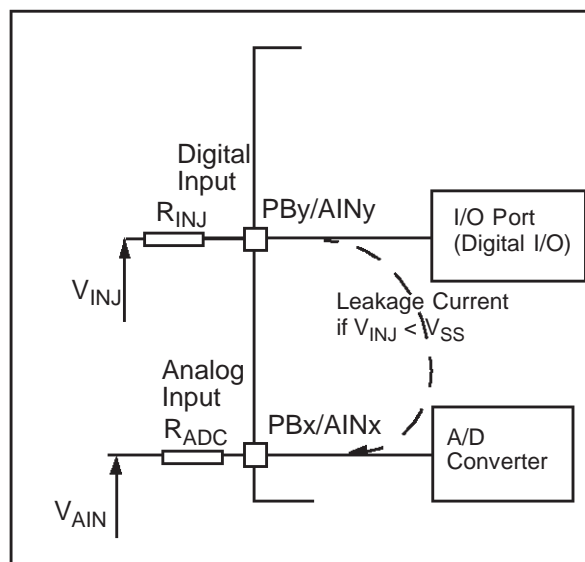 Digital
Input
R_INJ
PBy/AINy
I/O Port
(Digital I/O)
V_INJ
Leakage Current
if V_INJ < V_SS
Analog
Input
R_ADC
PBx/AINx
A/D
Converter
V_AIN